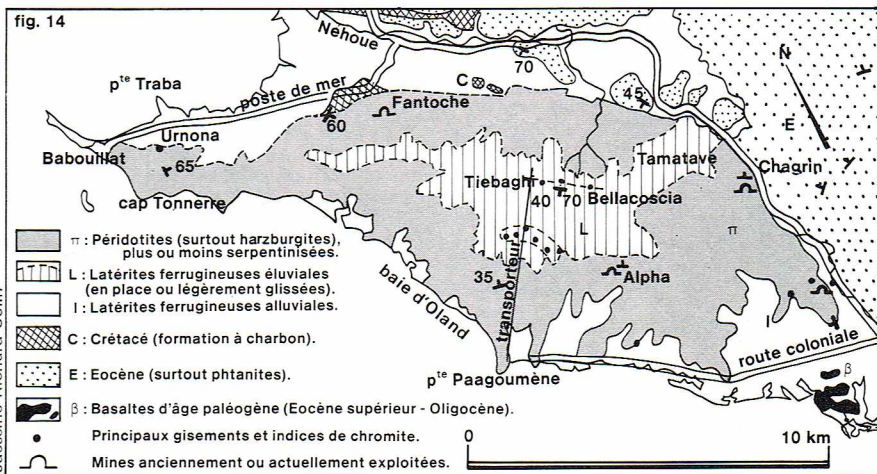 fig. 14
Nehoue
70
N
pte Traba
poste de mer
C
45
E
Fantoche
60
Urnona
Babouillat
65
Tamatave
Chagrin
Tiebaghi
40
70
Bellacoscia
cap Tonnerre
π
L
35
Alpha
baie d'Oland
transporteur
l
route coloniale
pte Paagoumène
β
π : Péridotites (surtout harzburgites),
plus ou moins serpentinisées.
L : Latérites ferrugineuses éluviales
(en place ou légèrement glissées).
l : Latérites ferrugineuses alluviales.
C : Crétacé (formation à charbon).
E : Eocène (surtout phtanites).
β : Basaltes d'âge paléogène (Eocène supérieur - Oligocène).
Principaux gisements et indices de chromite.
Mines anciennement ou actuellement exploitées.
0
10 km